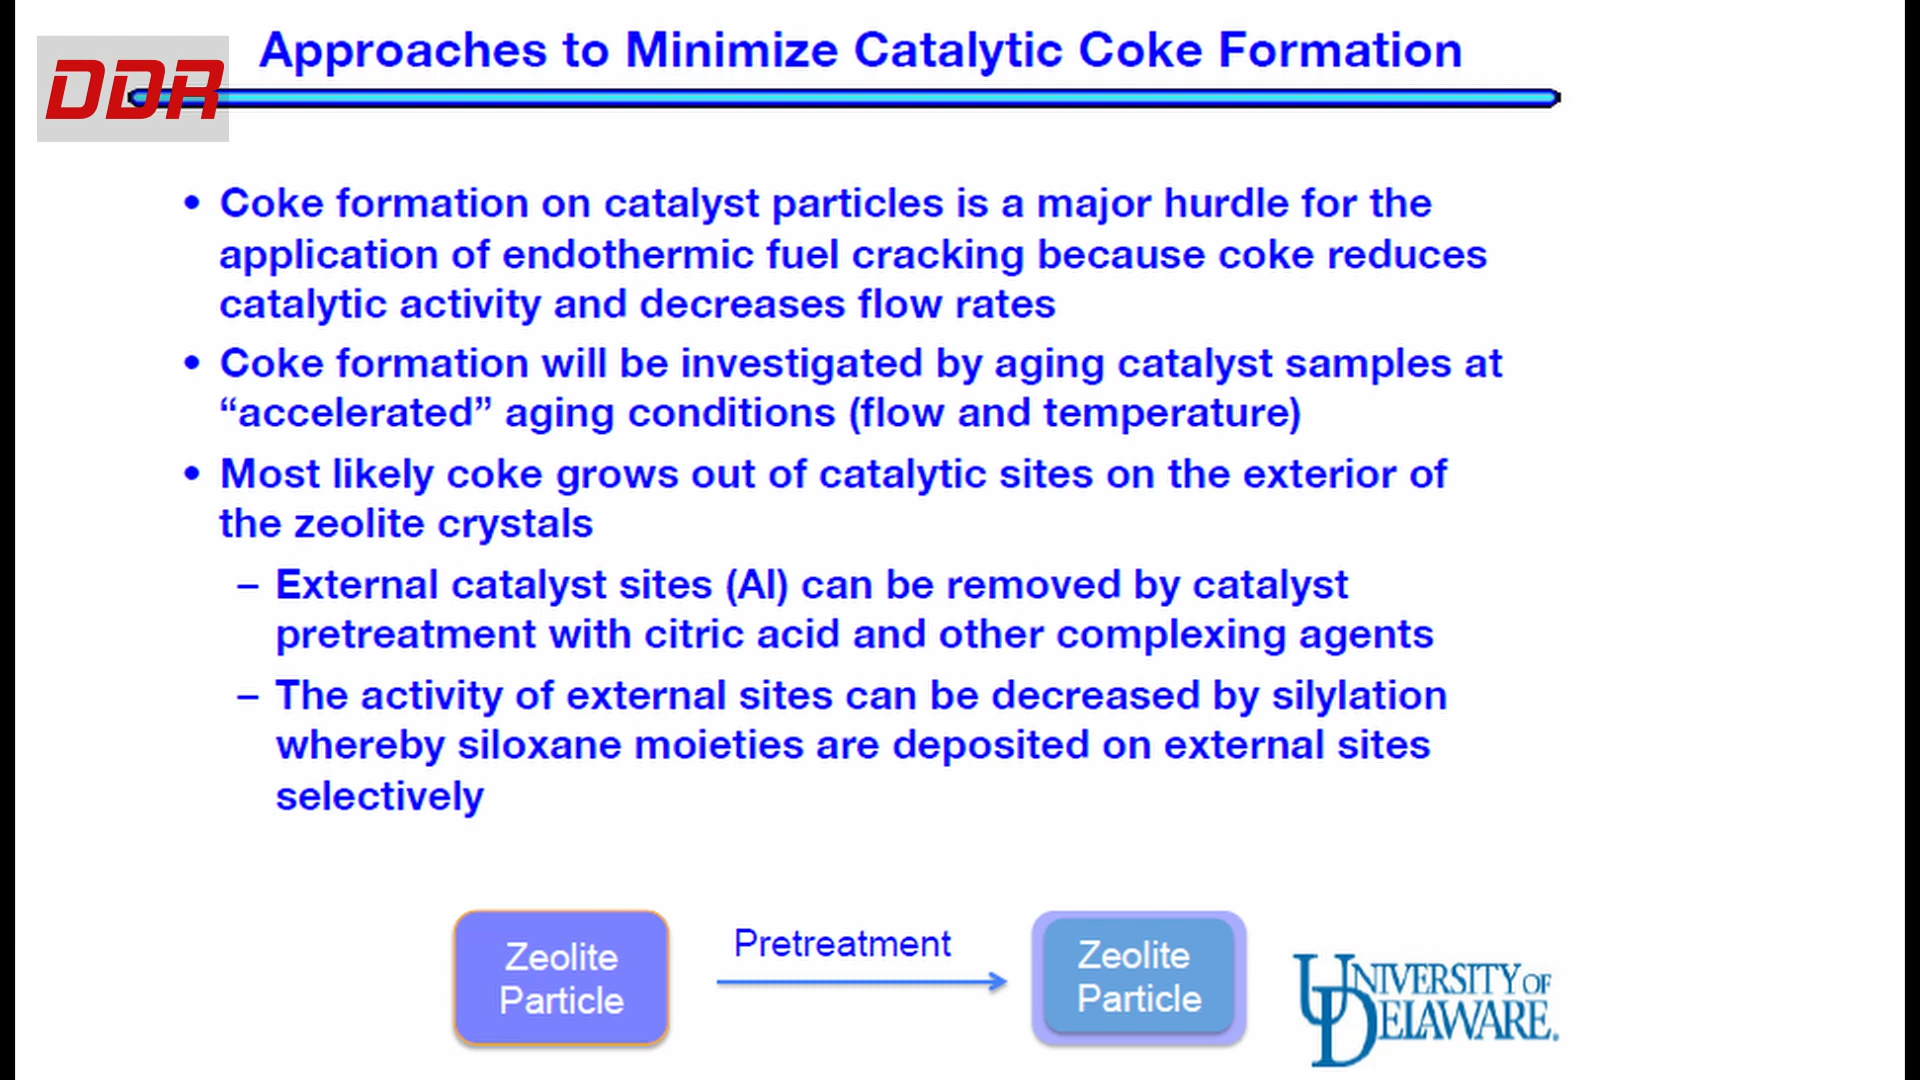 Approaches to Minimize Catalytic Coke Formation
DDR
• Coke formation on catalyst particles is a major hurdle for the
application of endothermic fuel cracking because coke reduces
catalytic activity and decreases flow rates
• Coke formation will be investigated by aging catalyst samples at
“accelerated” aging conditions (flow and temperature)
• Most likely coke grows out of catalytic sites on the exterior of
the zeolite crystals
– External catalyst sites (Al) can be removed by catalyst
pretreatment with citric acid and other complexing agents
– The activity of external sites can be decreased by silylation
whereby siloxane moieties are deposited on external sites
selectively
Zeolite
Particle
Pretreatment
Zeolite
Particle
UNIVERSITY OF
DELAWARE.